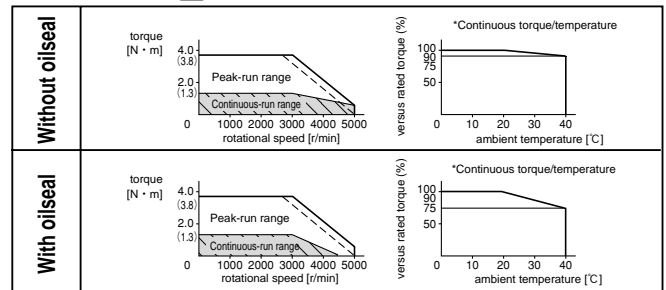 Without oilseal
torque
[N・m]
4.0
(3.8)
2.0
(1.3)
Peak-run range
Continuous-run range
0 1000 2000 3000 4000 5000
rotational speed [r/min]
*Continuous torque/temperature
versus rated torque (%)
100
90
75
50
0 10 20 30 40
ambient temperature [℃]
With oilseal
torque
[N・m]
4.0
(3.8)
2.0
(1.3)
Peak-run range
Continuous-run range
0 1000 2000 3000 4000 5000
rotational speed [r/min]
*Continuous torque/temperature
versus rated torque (%)
100
90
75
50
0 10 20 30 40
ambient temperature [℃]